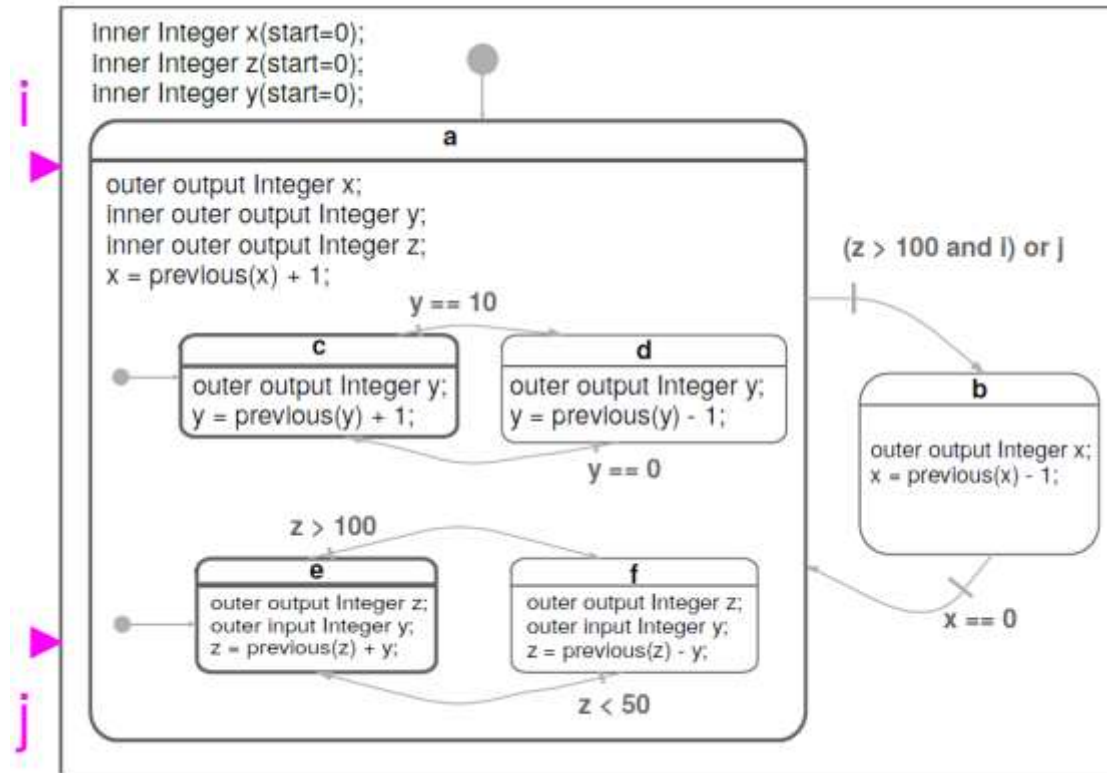 inner Integer x(start=0);
inner Integer z(start=0);
inner Integer y(start=0);
i
a
outer output Integer x;
inner outer output Integer y;
inner outer output Integer z;
x = previous(x) + 1;
(z > 100 and i) or j
y == 10
c
outer output Integer y;
y = previous(y) + 1;
d
outer output Integer y;
y = previous(y) - 1;
y == 0
b
outer output Integer x;
x = previous(x) - 1;
x == 0
z > 100
e
outer output Integer z;
outer input Integer y;
z = previous(z) + y;
f
outer output Integer z;
outer input Integer y;
z = previous(z) - y;
z < 50
j